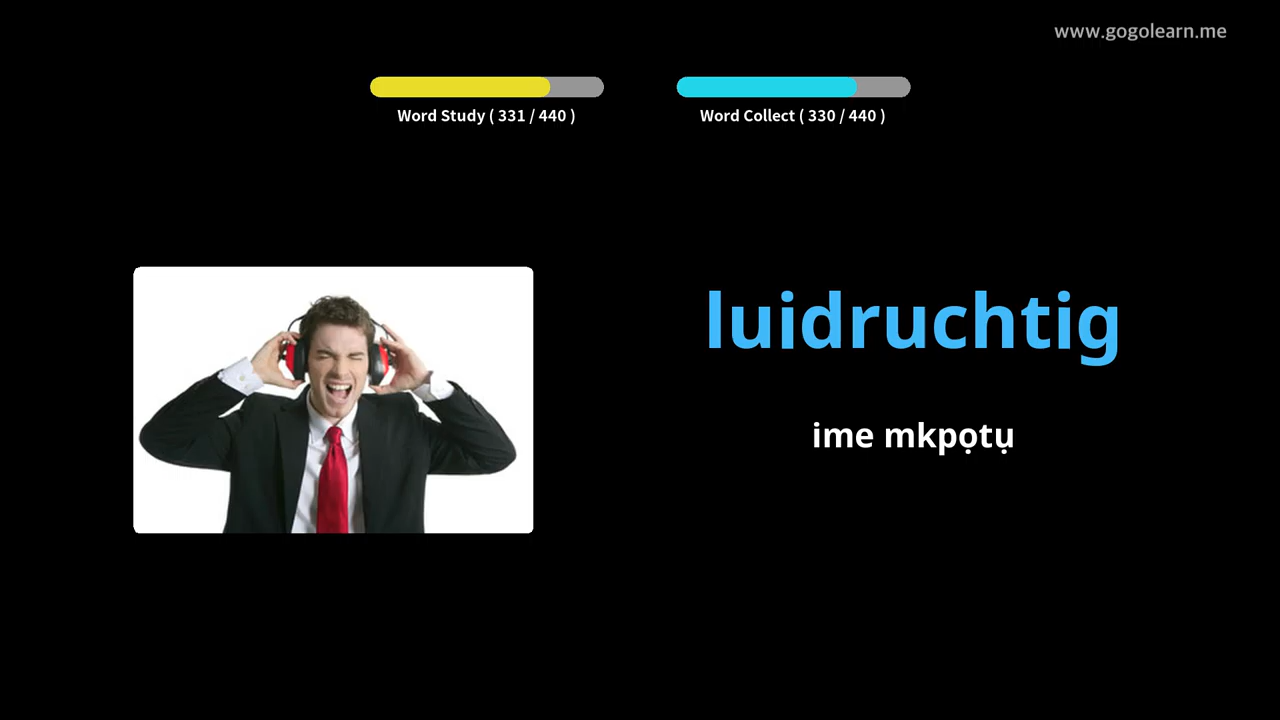 www.gogolearn.me
Word Study ( 331 / 440 )
Word Collect ( 330 / 440 )
luidruchtig
ime mkpọtụ